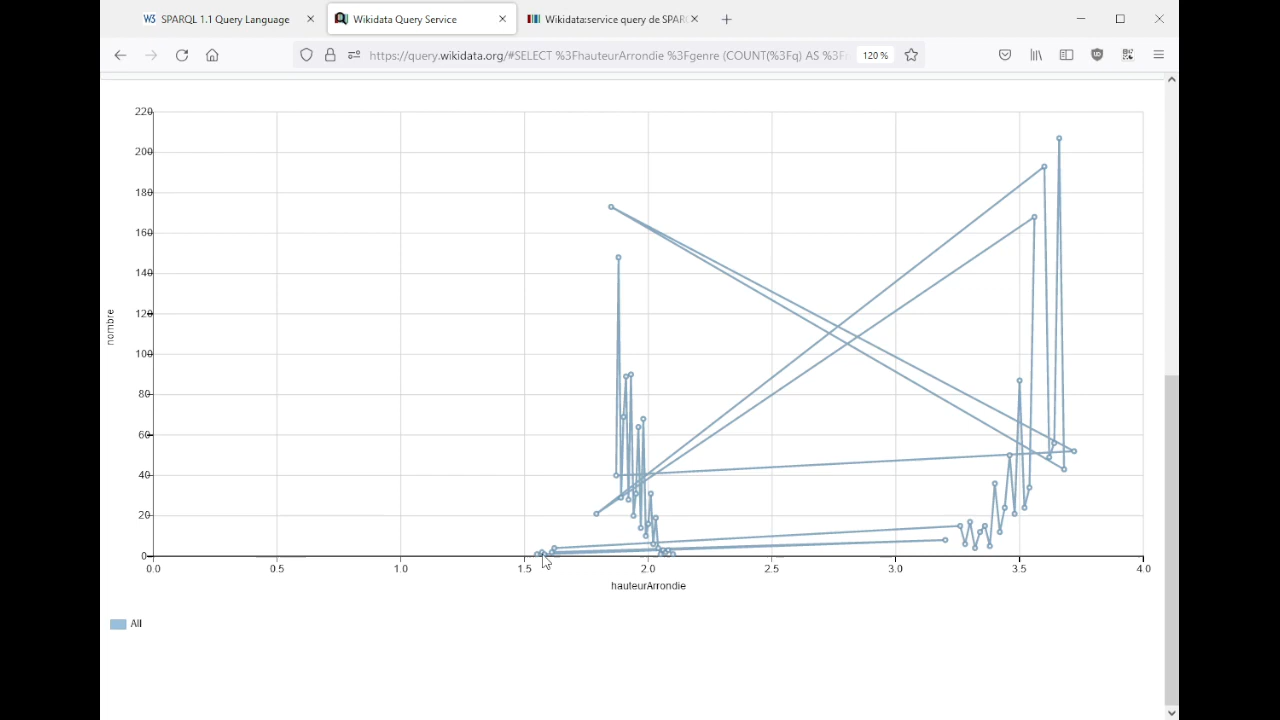 W3 SPARQL 1.1 Query Language
Wikidata Query Service
Wikidata:service query de SPAR
https://query.wikidata.org/#SELECT %3FhauteurArrondie %3Fgenre (COUNT(%3Fq) AS %3F
120 %
220
200
180
160
140
120
100
80
60
40
20
0
nombre
0.0 0.5 1.0 1.5 2.0 2.5 3.0 3.5 4.0
hauteurArrondie
All